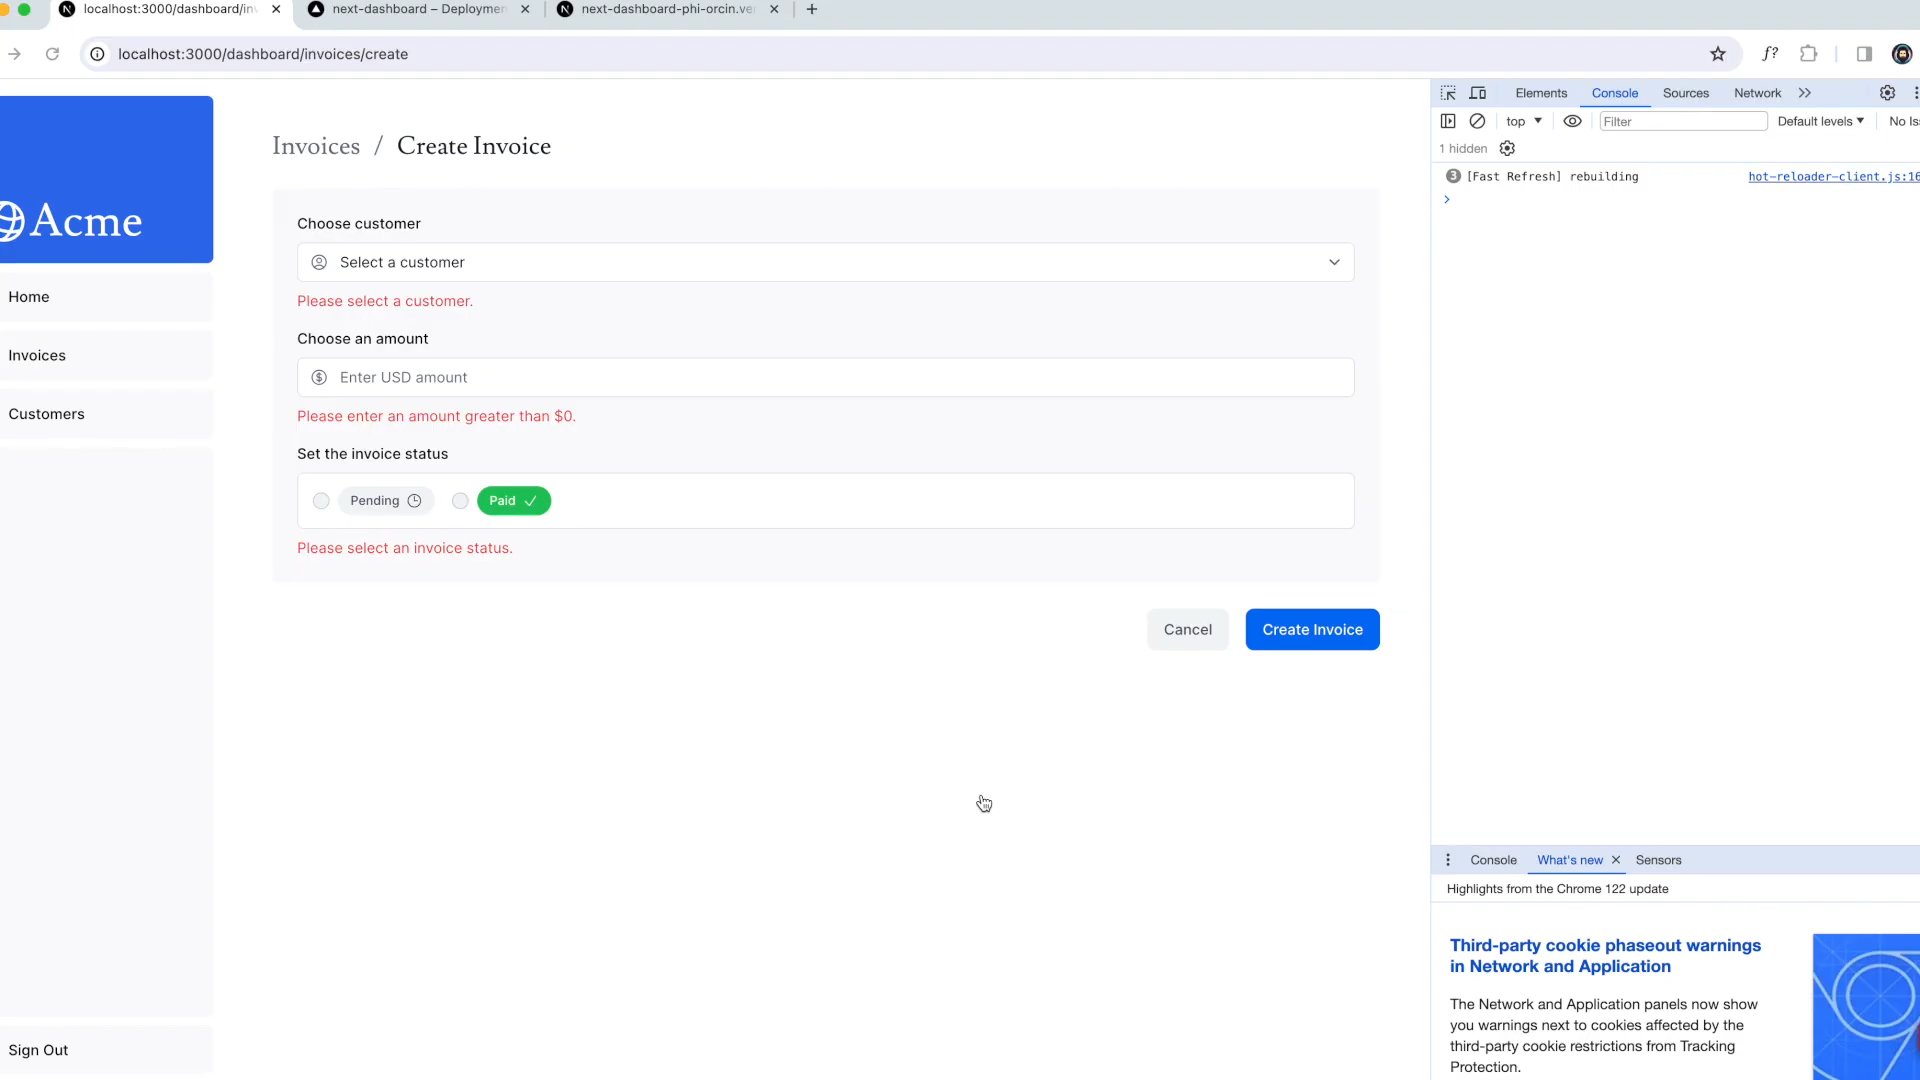 localhost:3000/dashboard/in
next-dashboard – Deploymen
next-dashboard-phi-orcin.ve
localhost:3000/dashboard/invoices/create
Acme
Home
Invoices
Customers
Sign Out
Invoices / Create Invoice
Choose customer
Select a customer
Please select a customer.
Choose an amount
Enter USD amount
Please enter an amount greater than $0.
Set the invoice status
Pending
Paid
Please select an invoice status.
Cancel
Create Invoice
Elements Console Sources Network
top Filter Default levels No Is
1 hidden
3 [Fast Refresh] rebuilding hot-reloader-client.js:16
Console What's new Sensors
Highlights from the Chrome 122 update
Third-party cookie phaseout warnings
in Network and Application
The Network and Application panels now show
you warnings next to cookies affected by the
third-party cookie restrictions from Tracking
Protection.